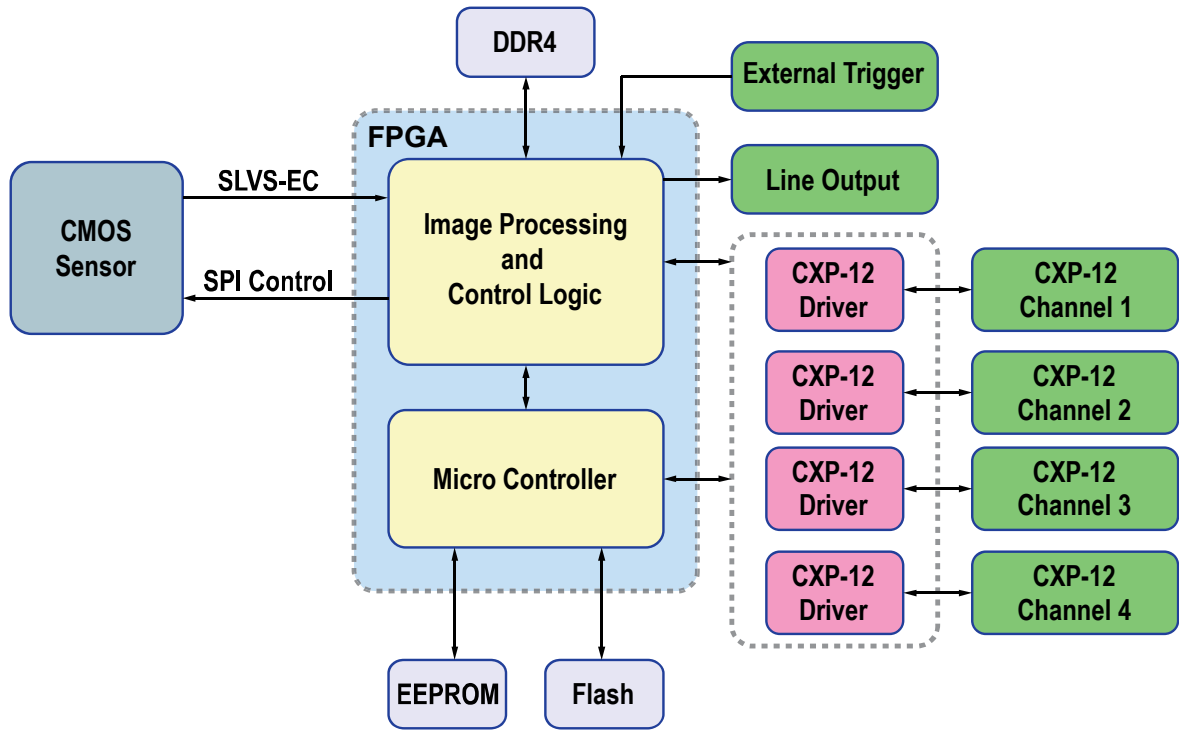 DDR4
External Trigger
FPGA
Line Output
SLVS-EC
CMOS
Sensor
SPI Control
Image Processing
and
Control Logic
CXP-12
Driver
CXP-12
Channel 1
CXP-12
Driver
CXP-12
Channel 2
Micro Controller
CXP-12
Driver
CXP-12
Channel 3
CXP-12
Driver
CXP-12
Channel 4
EEPROM
Flash